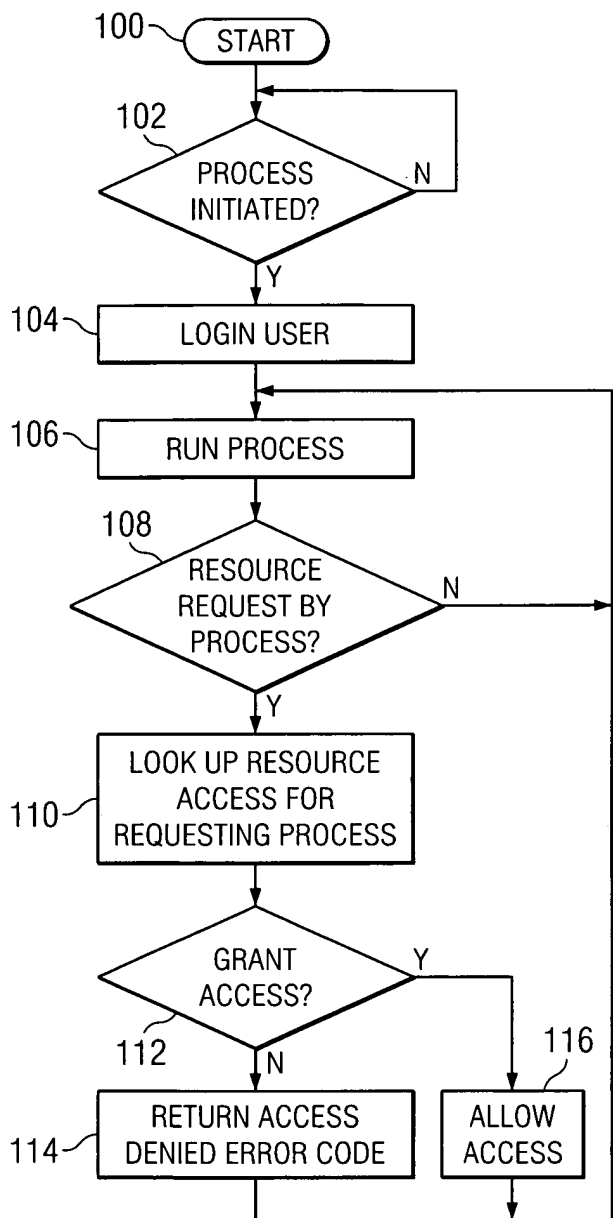 100
START
102
PROCESS
INITIATED?
N
Y
104
LOGIN USER
106
RUN PROCESS
108
RESOURCE
REQUEST BY
PROCESS?
N
Y
110
LOOK UP RESOURCE
ACCESS FOR
REQUESTING PROCESS
GRANT
ACCESS?
Y
112
N
116
114
RETURN ACCESS
DENIED ERROR CODE
ALLOW
ACCESS